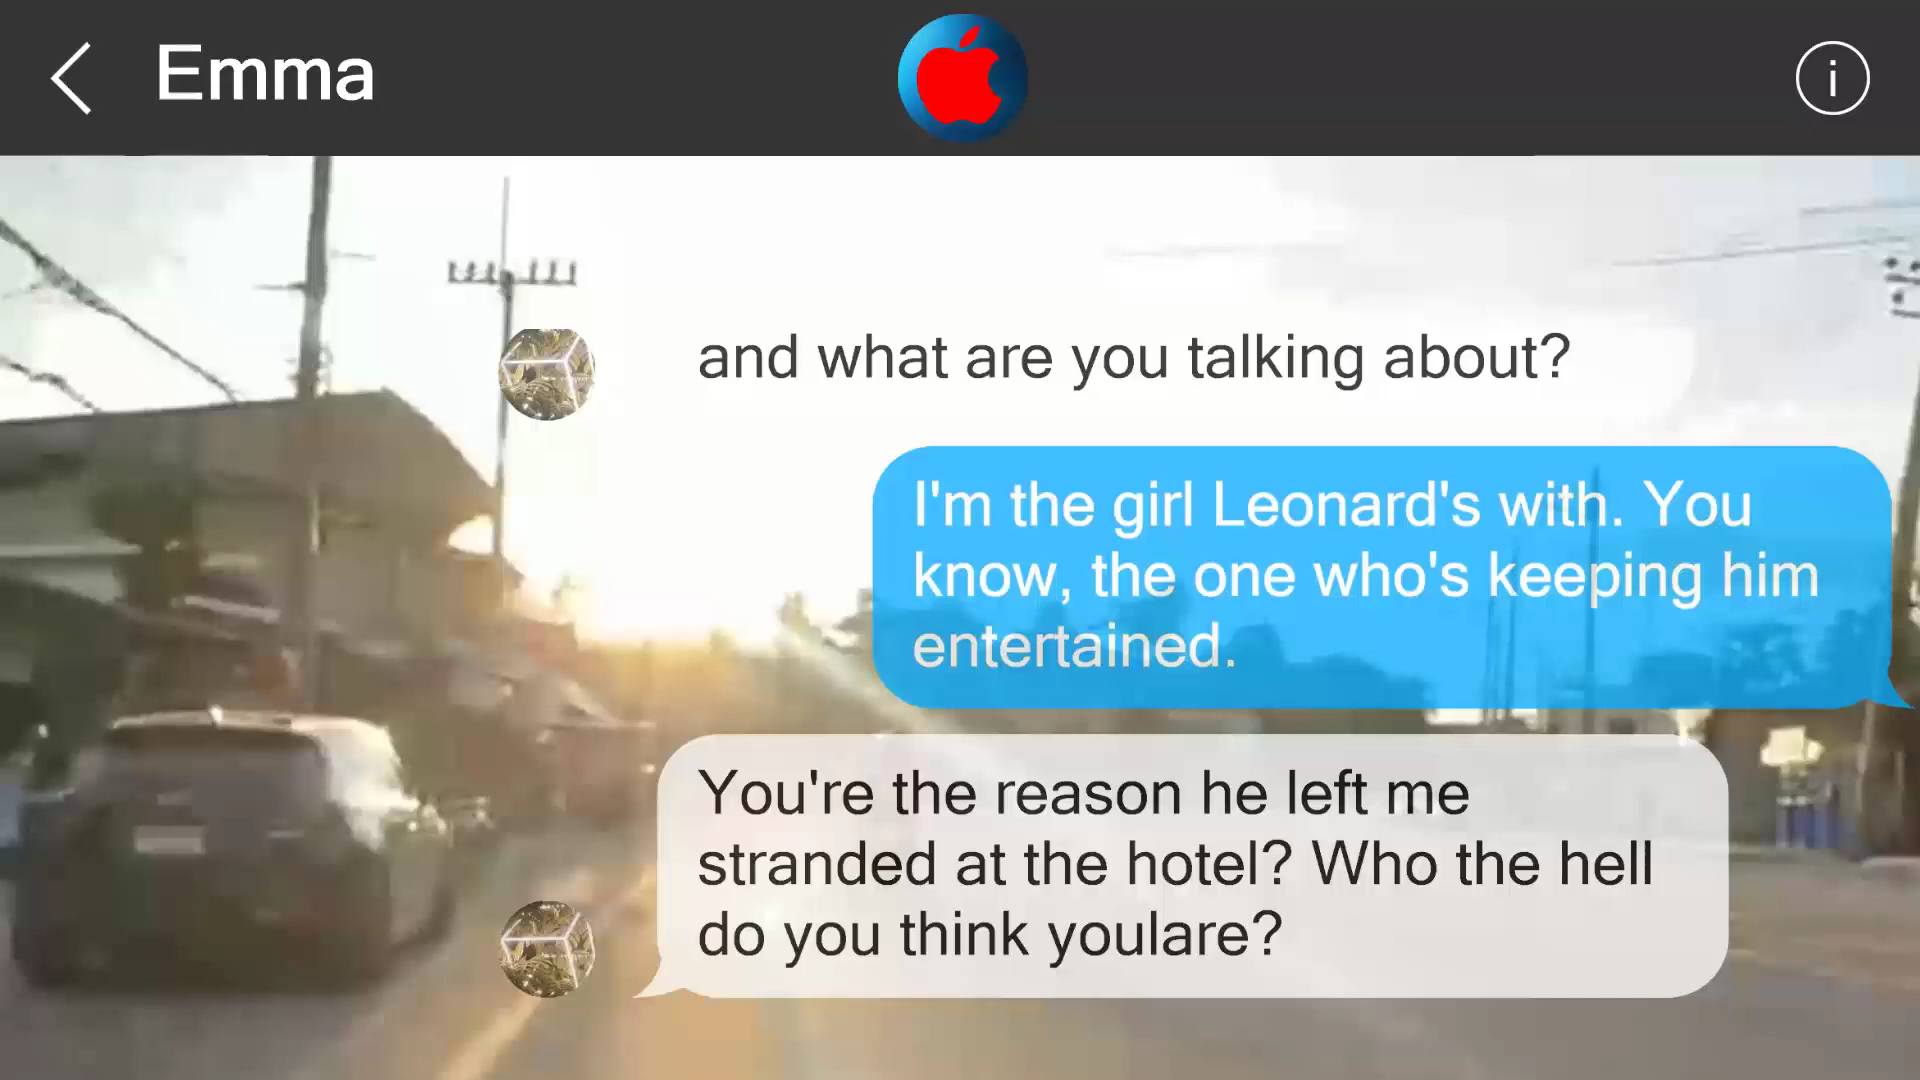 Emma
i
and what are you talking about?
I'm the girl Leonard's with. You
know, the one who's keeping him
entertained.
You're the reason he left me
stranded at the hotel? Who the hell
do you think youlare?